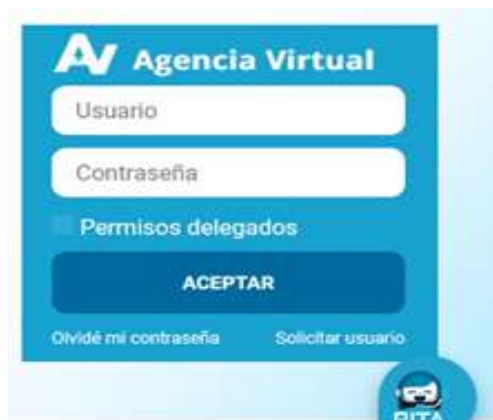 AV Agencia Virtual
Usuario
Contraseña
Permisos delegados
ACEPTAR
Olvidé mi contraseña Solicitar usuario
RITA